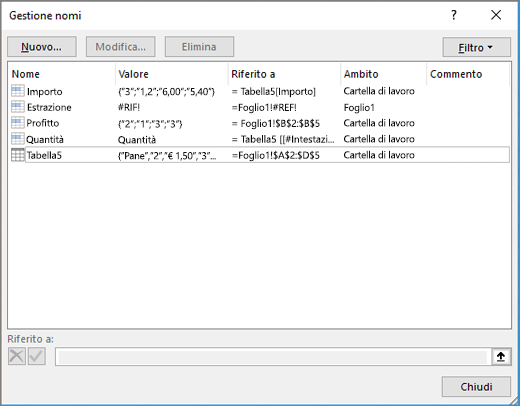 Gestione nomi ? ×
Nuovo... Modifica... Elimina Filtro
Nome Valore Riferito a Ambito Commento
Importo {"3";"1,2";"6,00";"5,40"} = Tabella5[Importo] Cartella di lavoro
Estrazione #RIF! =Foglio1!#REF! Foglio1
Profitto {"2";"1";"3";"3"} = Foglio1!$B$2:$B$5 Cartella di lavoro
Quantità Quantità = Tabella5 [[#Intestazi... Cartella di lavoro
Tabella5 {"Pane","2","€ 1,50","3"... =Foglio1!$A$2:$D$5 Cartella di lavoro
Riferito a:
Chiudi